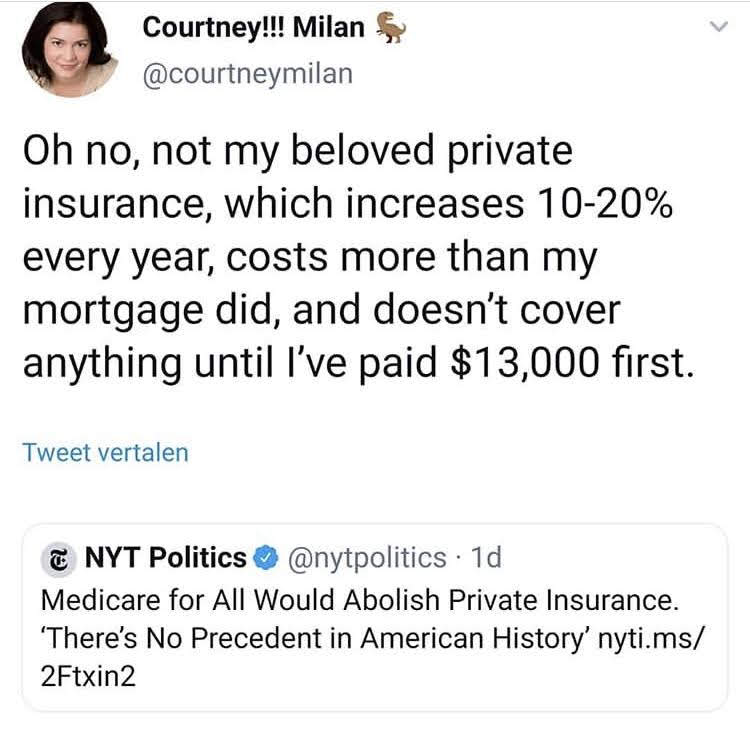 Courtney!!! Milan 🦖
@courtneymilan
Oh no, not my beloved private
insurance, which increases 10-20%
every year, costs more than my
mortgage did, and doesn't cover
anything until I've paid $13,000 first.
Tweet vertalen
NYT Politics @nytpolitics · 1d
Medicare for All Would Abolish Private Insurance.
‘There's No Precedent in American History’ nyti.ms/
2Ftxin2